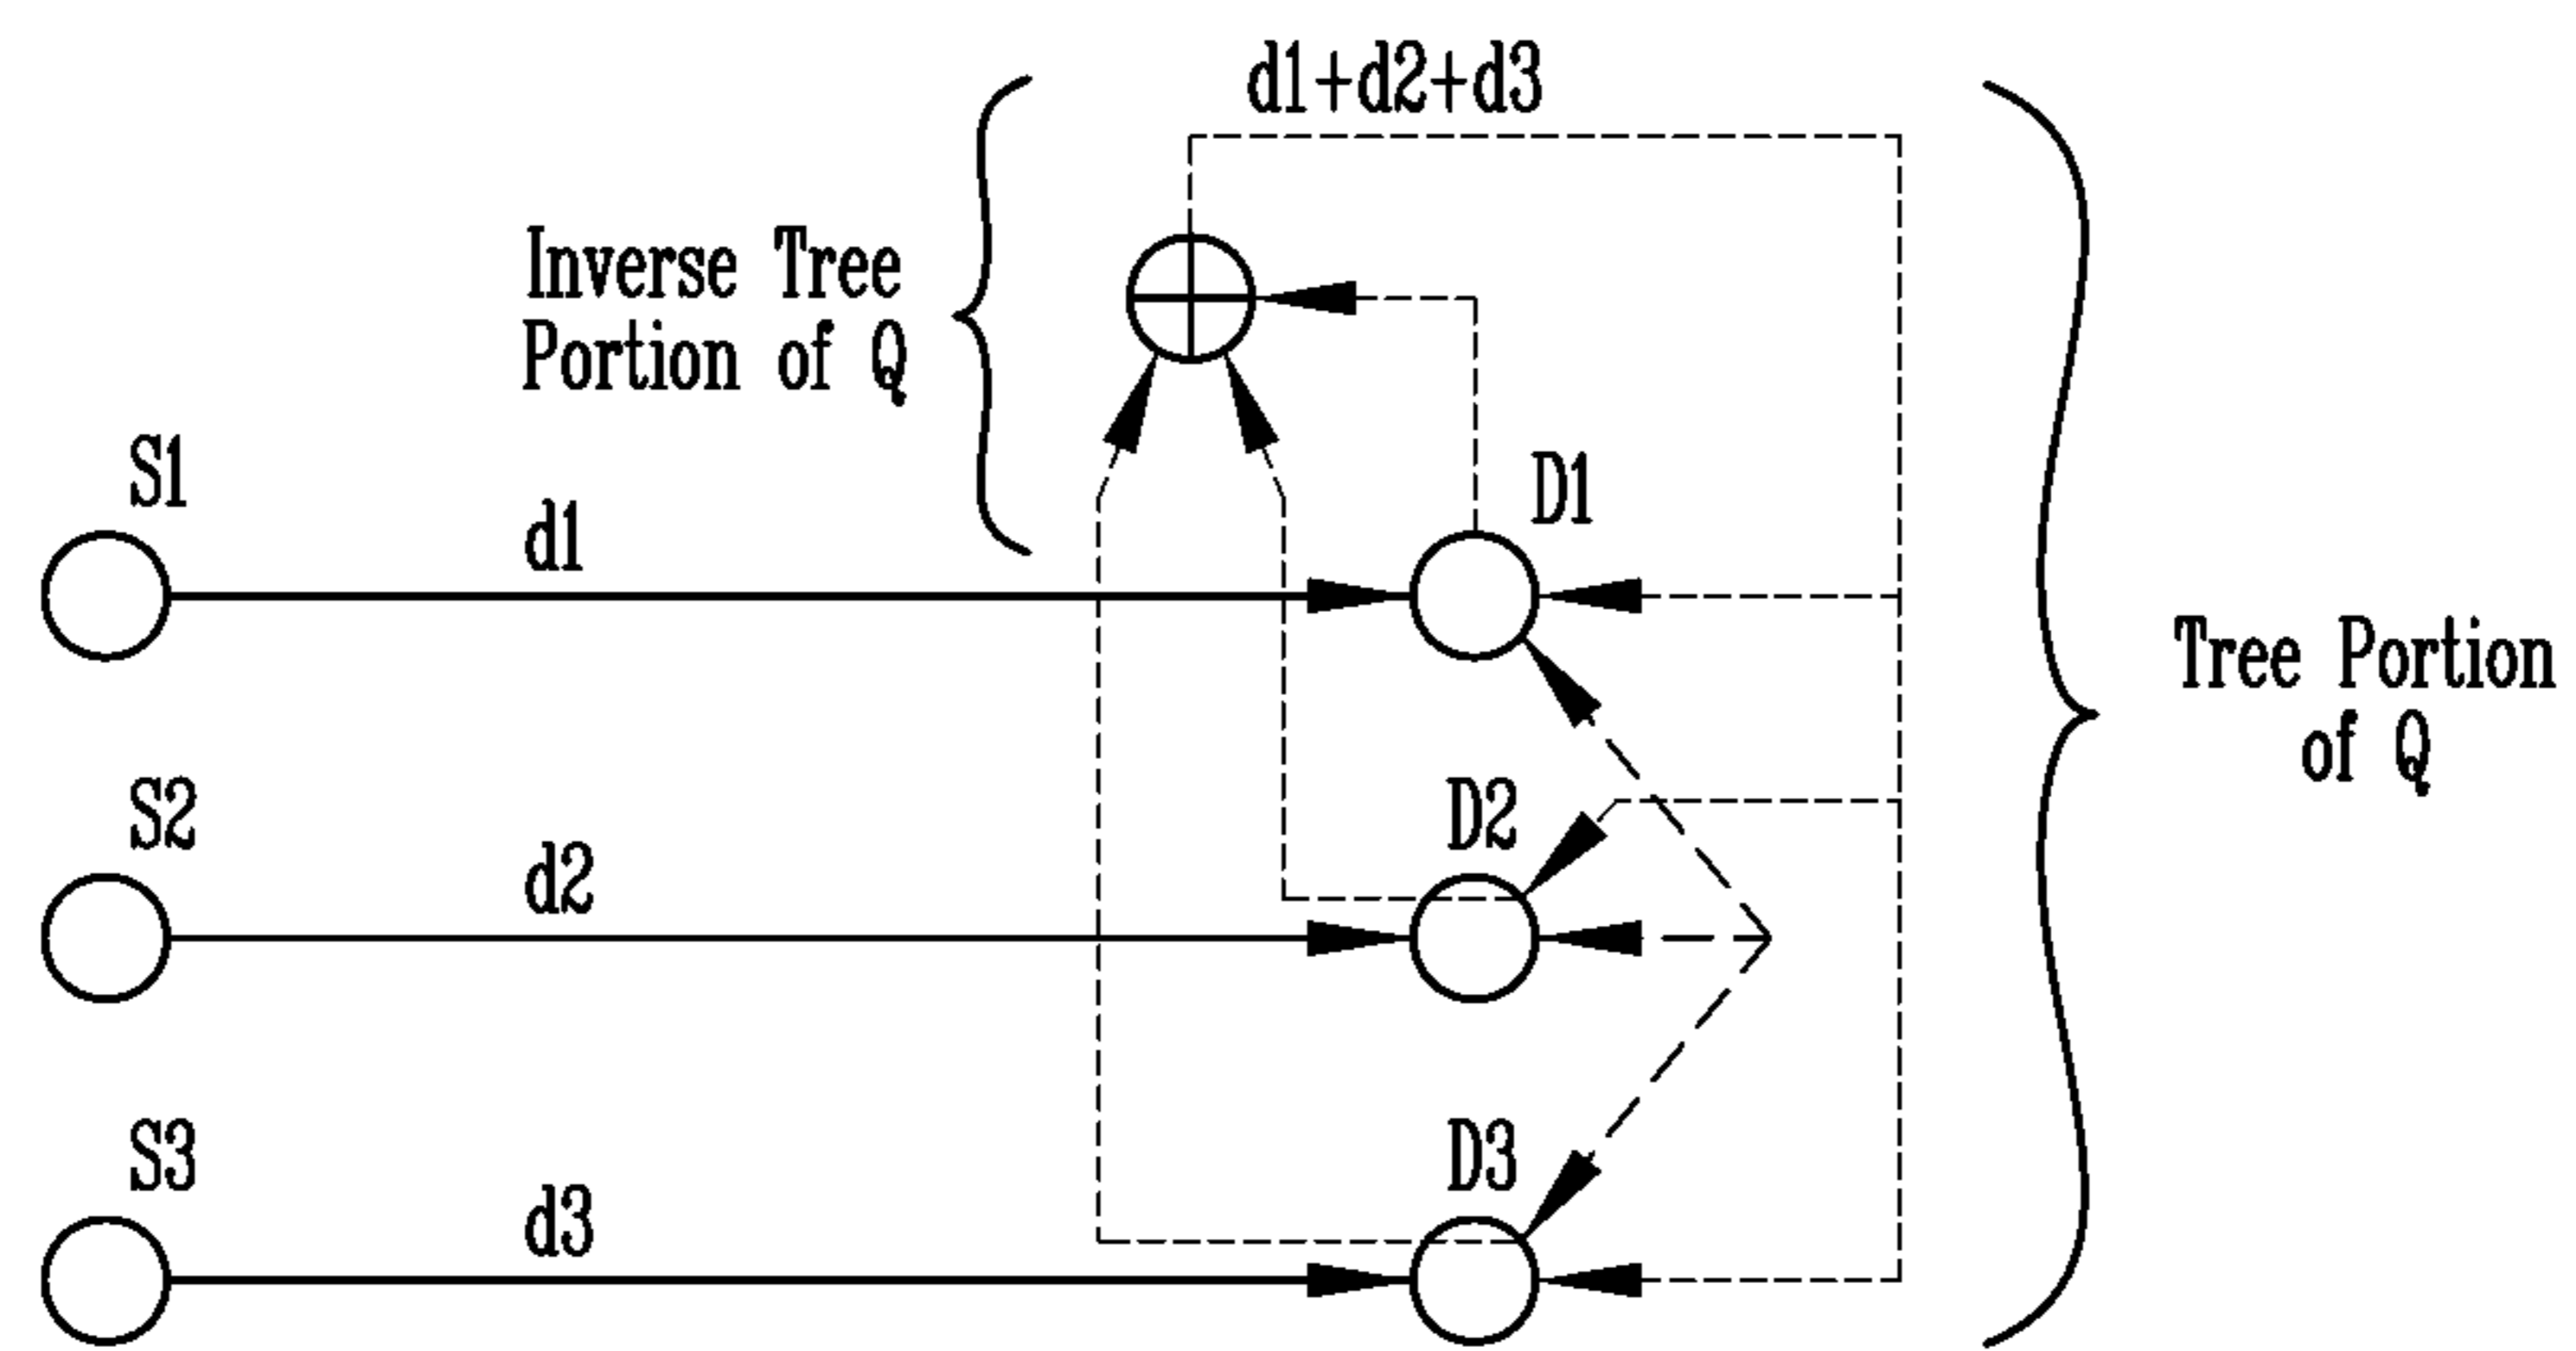 d1+d2+d3
Inverse Tree
Portion of Q
S1
d1
D1
Tree Portion
of Q
S2
d2
D2
S3
d3
D3